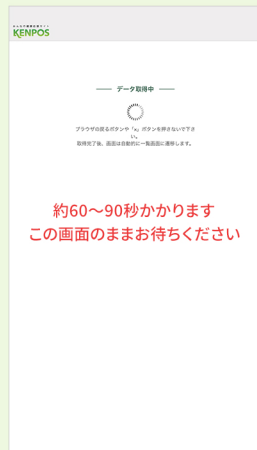 みんなの健康応援サイト
KENPOS
データ取得中
ブラウザの戻るボタンや「×」ボタンを押さないで下さ
い。
取得完了後、画面は自動的に一覧画面に遷移します。
約60〜90秒かかります
この画面のままお待ちください